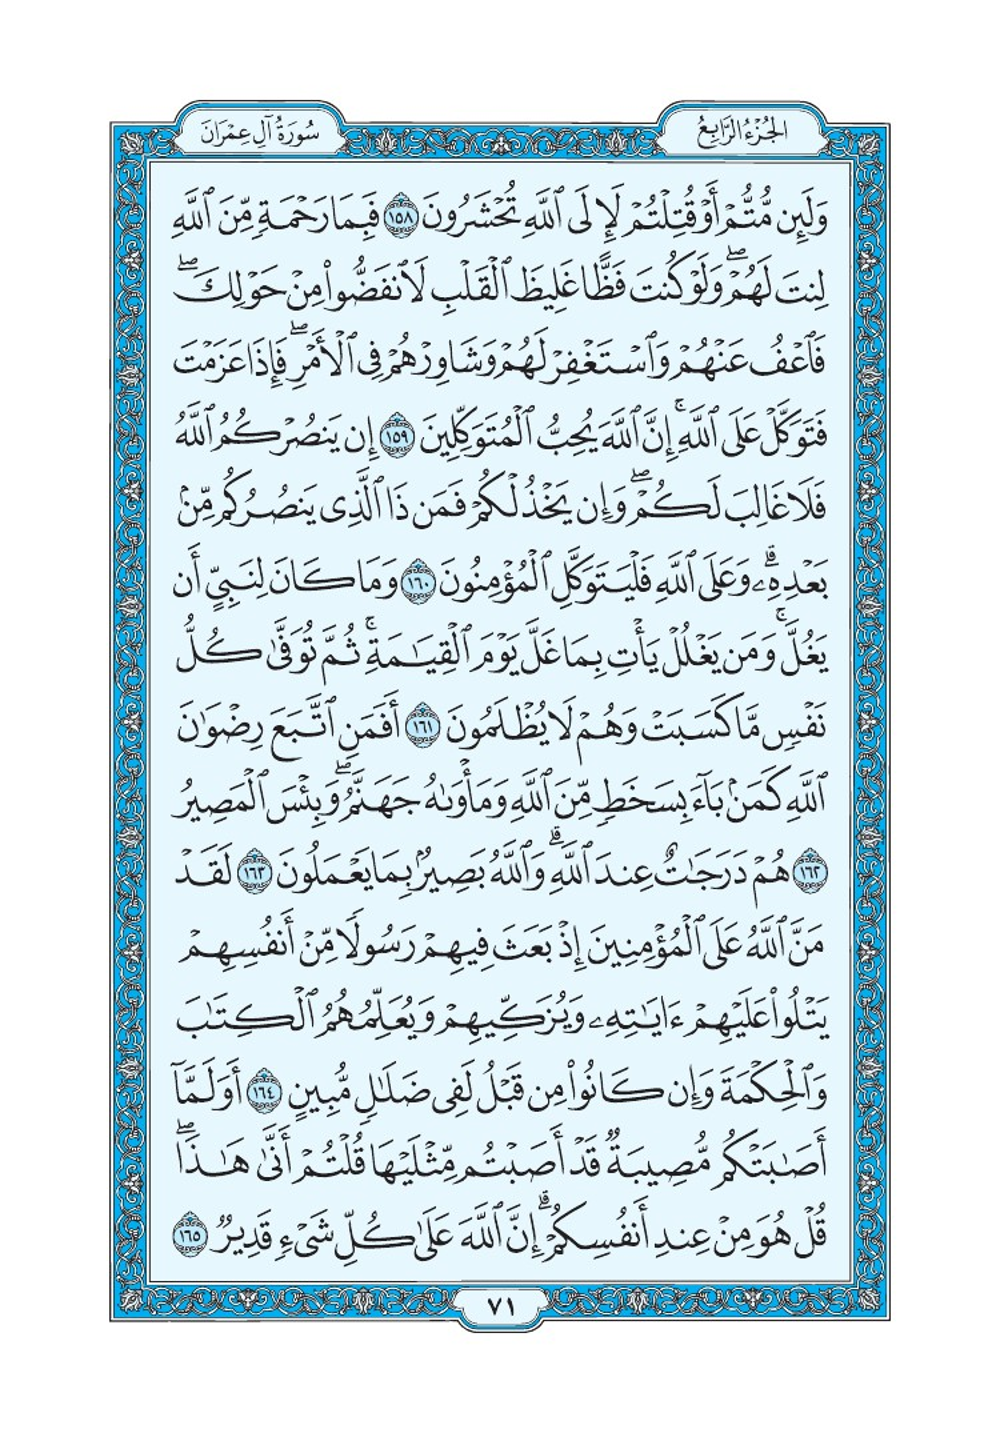 الجُزْءُ الرَّابِعُ
سُورَةُ آلِ عِمْرَانَ
وَلَئِن مُّتُّمْ أَوْ قُتِلْتُمْ لَإِلَى ٱللَّهِ تُحْشَرُونَ ١٥٨ فَبِمَا رَحْمَةٍ مِّنَ ٱللَّهِ
لِنتَ لَهُمْ ۖ وَلَوْ كُنتَ فَظًّا غَلِيظَ ٱلْقَلْبِ لَٱنفَضُّوا۟ مِنْ حَوْلِكَ ۖ
فَٱعْفُ عَنْهُمْ وَٱسْتَغْفِرْ لَهُمْ وَشَاوِرْهُمْ فِى ٱلْأَمْرِ ۖ فَإِذَا عَزَمْتَ
فَتَوَكَّلْ عَلَى ٱللَّهِ ۚ إِنَّ ٱللَّهَ يُحِبُّ ٱلْمُتَوَكِّلِينَ ١٥٩ إِن يَنصُرْكُمُ ٱللَّهُ
فَلَا غَالِبَ لَكُمْ ۖ وَإِن يَخْذُلْكُمْ فَمَن ذَا ٱلَّذِى يَنصُرُكُم مِّنۢ
بَعْدِهِۦ ۗ وَعَلَى ٱللَّهِ فَلْيَتَوَكَّلِ ٱلْمُؤْمِنُونَ ١٦٠ وَمَا كَانَ لِنَبِىٍّ أَن
يَغُلَّ ۚ وَمَن يَغْلُلْ يَأْتِ بِمَا غَلَّ يَوْمَ ٱلْقِيَـٰمَةِ ۚ ثُمَّ تُوَفَّىٰ كُلُّ
نَفْسٍ مَّا كَسَبَتْ وَهُمْ لَا يُظْلَمُونَ ١٦١ أَفَمَنِ ٱتَّبَعَ رِضْوَٰنَ
ٱللَّهِ كَمَنۢ بَآءَ بِسَخَطٍ مِّنَ ٱللَّهِ وَمَأْوَىٰهُ جَهَنَّمُ ۖ وَبِئْسَ ٱلْمَصِيرُ
١٦٢ هُمْ دَرَجَـٰتٌ عِندَ ٱللَّهِ ۗ وَٱللَّهُ بَصِيرٌۢ بِمَا يَعْمَلُونَ ١٦٣ لَقَدْ
مَنَّ ٱللَّهُ عَلَى ٱلْمُؤْمِنِينَ إِذْ بَعَثَ فِيهِمْ رَسُولًا مِّنْ أَنفُسِهِمْ
يَتْلُوا۟ عَلَيْهِمْ ءَايَـٰتِهِۦ وَيُزَكِّيهِمْ وَيُعَلِّمُهُمُ ٱلْكِتَـٰبَ
وَٱلْحِكْمَةَ وَإِن كَانُوا۟ مِن قَبْلُ لَفِى ضَلَـٰلٍ مُّبِينٍ ١٦٤ أَوَلَمَّآ
أَصَـٰبَتْكُم مُّصِيبَةٌ قَدْ أَصَبْتُم مِّثْلَيْهَا قُلْتُمْ أَنَّىٰ هَـٰذَا ۖ
قُلْ هُوَ مِنْ عِندِ أَنفُسِكُمْ ۗ إِنَّ ٱللَّهَ عَلَىٰ كُلِّ شَىْءٍ قَدِيرٌ ١٦٥
٧١